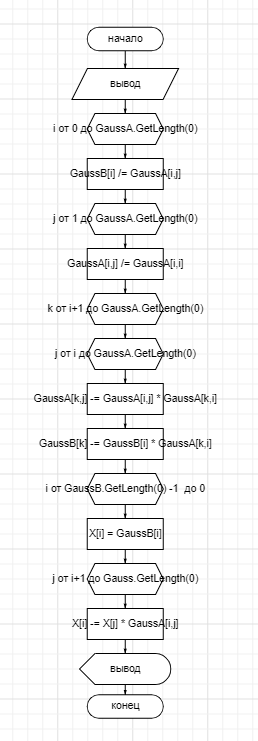 начало
вывод
i от 0 до GaussA.GetLength(0)
GaussB[i] /= GaussA[i,j]
j от 1 до GaussA.GetLength(0)
GaussA[i,j] /= GaussA[i,i]
k от i+1 до GaussA.GetLength(0)
j от i до GaussA.GetLength(0)
GaussA[k,j] -= GaussA[i,j] * GaussA[k,i]
GaussB[k] -= GaussB[i] * GaussA[k,i]
i от GaussB.GetLength(0) -1 до 0
X[i] = GaussB[i]
j от i+1 до Gauss.GetLength(0)
X[i] -= X[j] * GaussA[i,j]
вывод
конец